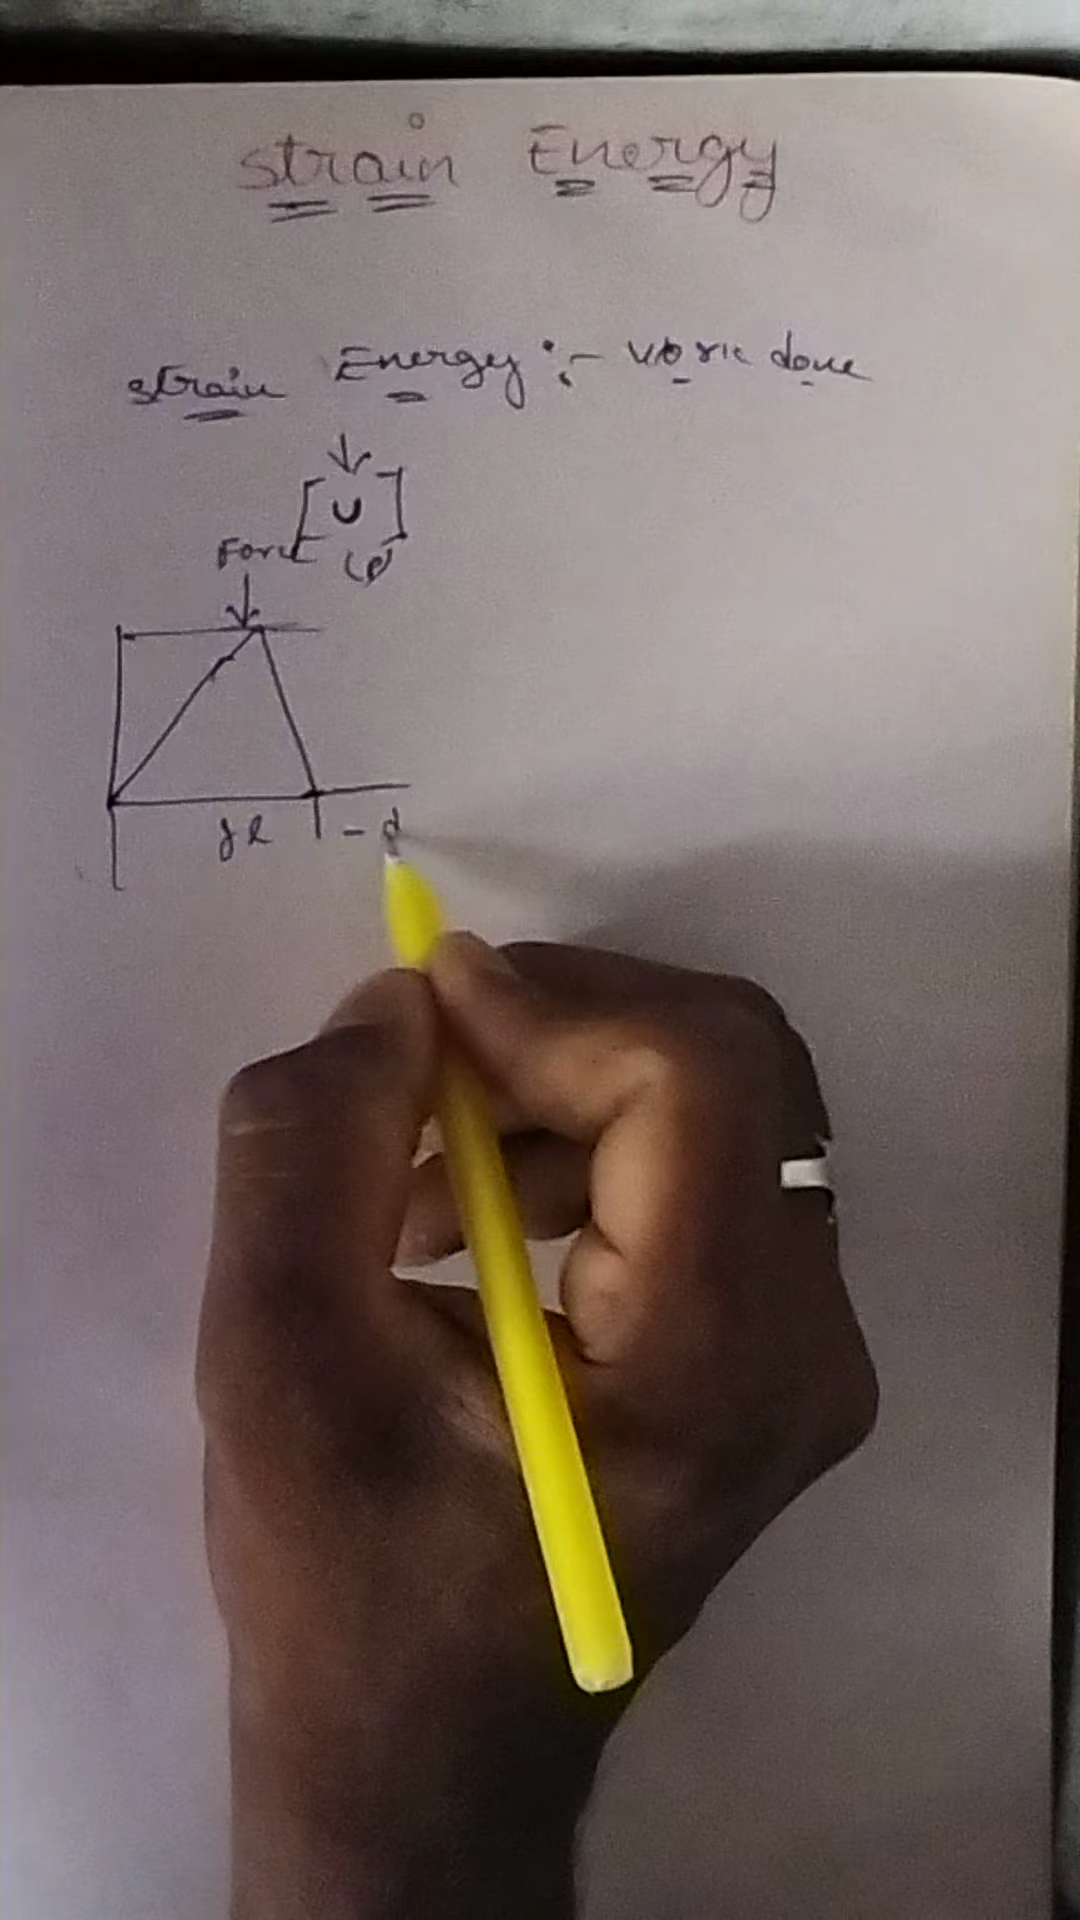 strain Energy
strain Energy :- work done
[U]
Force (P)
δl - d